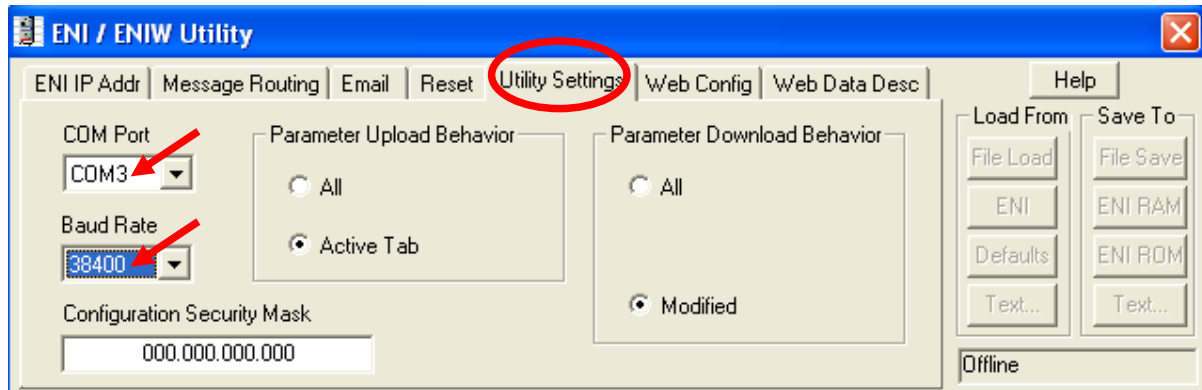 ENI / ENIW Utility
ENI IP Addr Message Routing Email Reset Utility Settings Web Config Web Data Desc Help
COM Port Parameter Upload Behavior Parameter Download Behavior Load From Save To
COM3 All All File Load File Save
Baud Rate ENI ENI RAM
38400 Active Tab Defaults ENI ROM
Configuration Security Mask Modified Text... Text...
000.000.000.000 Offline